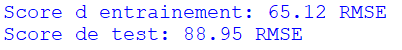 Score d entrainement: 65.12 RMSE
Score de test: 88.95 RMSE